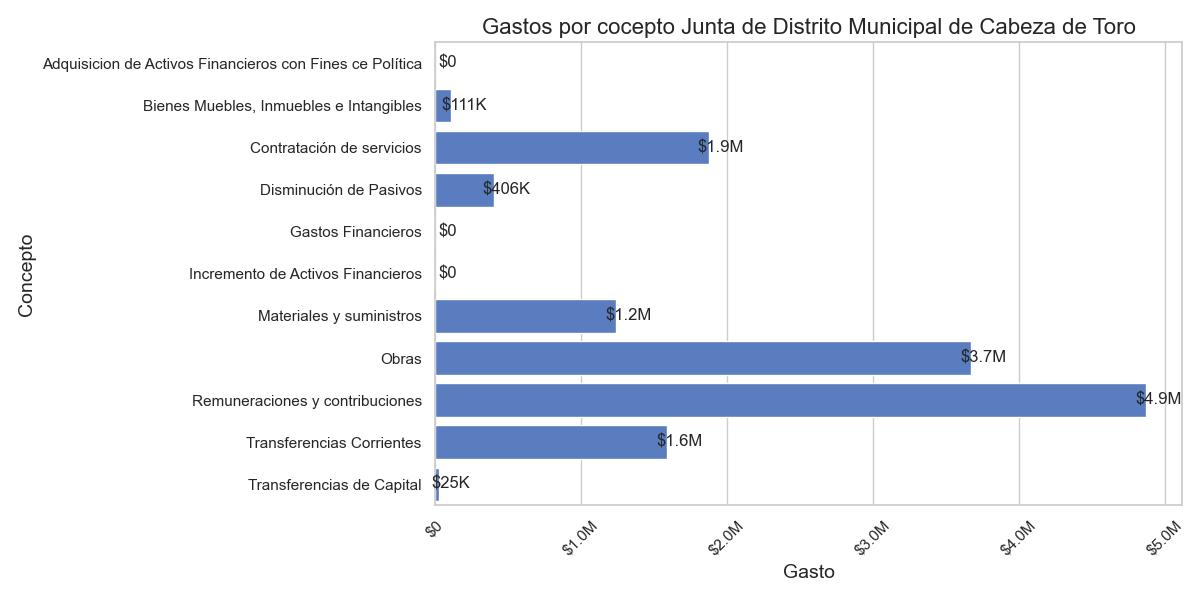 Gastos por cocepto Junta de Distrito Municipal de Cabeza de Toro
Concepto
Adquisicion de Activos Financieros con Fines ce Política $0
Bienes Muebles, Inmuebles e Intangibles $111K
Contratación de servicios $1.9M
Disminución de Pasivos $406K
Gastos Financieros $0
Incremento de Activos Financieros $0
Materiales y suministros $1.2M
Obras $3.7M
Remuneraciones y contribuciones $4.9M
Transferencias Corrientes $1.6M
Transferencias de Capital $25K
$0 $1.0M $2.0M $3.0M $4.0M $5.0M
Gasto